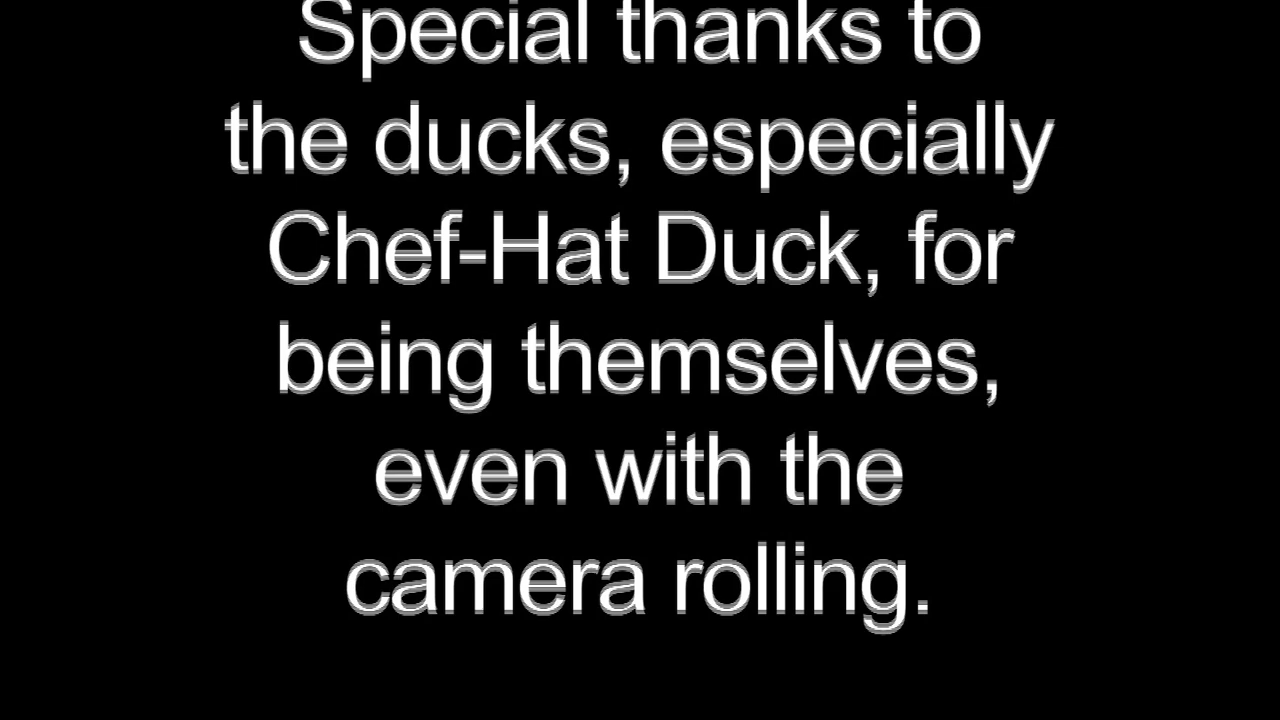 Special thanks to
the ducks, especially
Chef-Hat Duck, for
being themselves,
even with the
camera rolling.